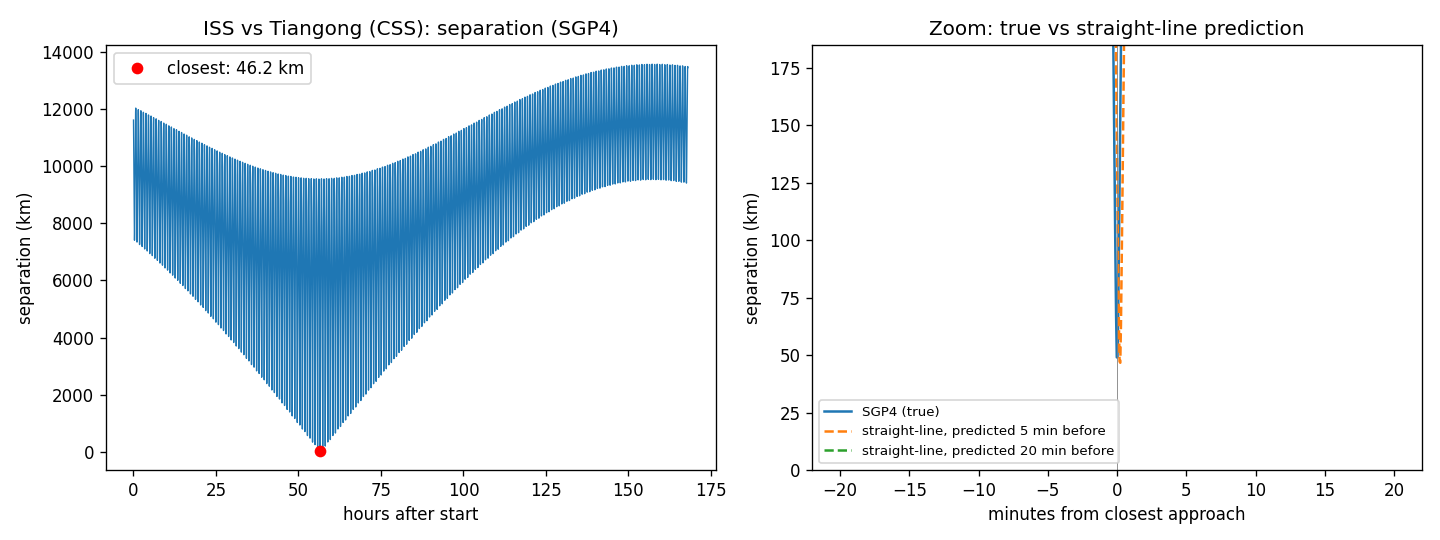 ISS vs Tiangong (CSS): separation (SGP4)
closest: 46.2 km
separation (km)
14000
12000
10000
8000
6000
4000
2000
0
0 25 50 75 100 125 150 175
hours after start
Zoom: true vs straight-line prediction
separation (km)
175
150
125
100
75
50
25
0
SGP4 (true)
straight-line, predicted 5 min before
straight-line, predicted 20 min before
−20 −15 −10 −5 0 5 10 15 20
minutes from closest approach